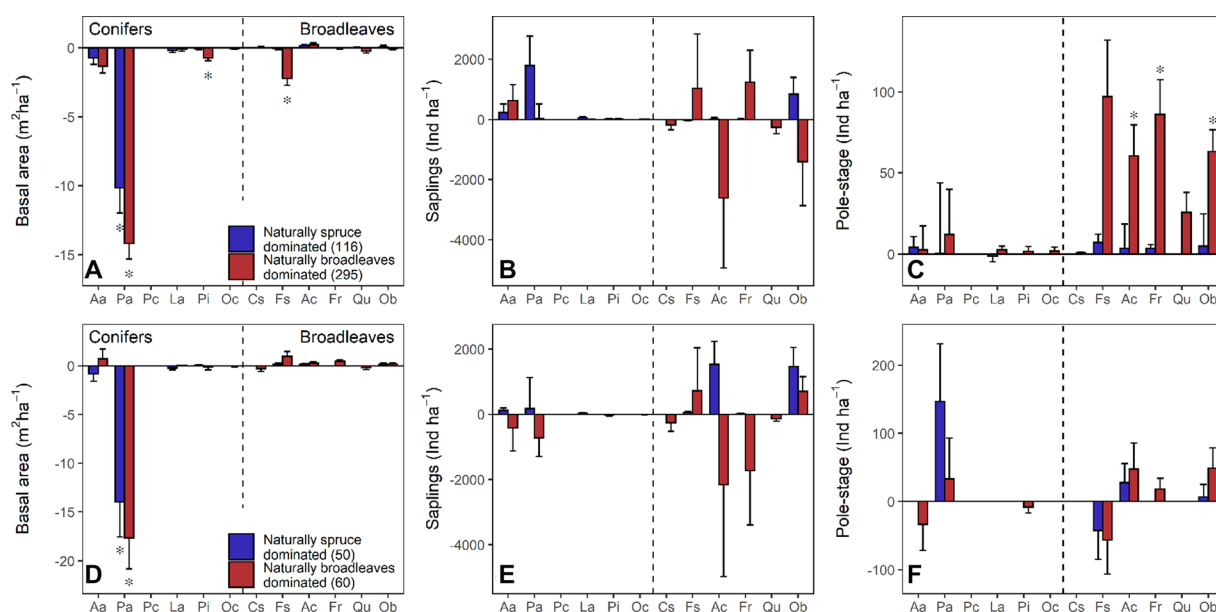 Conifers
Broadleaves
0
-5
-10
-15
Basal area (m²ha⁻¹)
*
*
*
*
Naturally spruce
dominated (116)
Naturally broadleaves
dominated (295)
A
Aa Pa Pc La Pi Oc Cs Fs Ac Fr Qu Ob
2000
0
-2000
-4000
Saplings (Ind ha⁻¹)
B
Aa Pa Pc La Pi Oc Cs Fs Ac Fr Qu Ob
100
50
0
Pole-stage (Ind ha⁻¹)
*
*
*
C
Aa Pa Pc La Pi Oc Cs Fs Ac Fr Qu Ob
Conifers
Broadleaves
0
-5
-10
-15
-20
Basal area (m²ha⁻¹)
*
*
Naturally spruce
dominated (50)
Naturally broadleaves
dominated (60)
D
Aa Pa Pc La Pi Oc Cs Fs Ac Fr Qu Ob
2000
0
-2000
-4000
Saplings (Ind ha⁻¹)
E
Aa Pa Pc La Pi Oc Cs Fs Ac Fr Qu Ob
200
100
0
-100
Pole-stage (Ind ha⁻¹)
F
Aa Pa Pc La Pi Oc Cs Fs Ac Fr Qu Ob